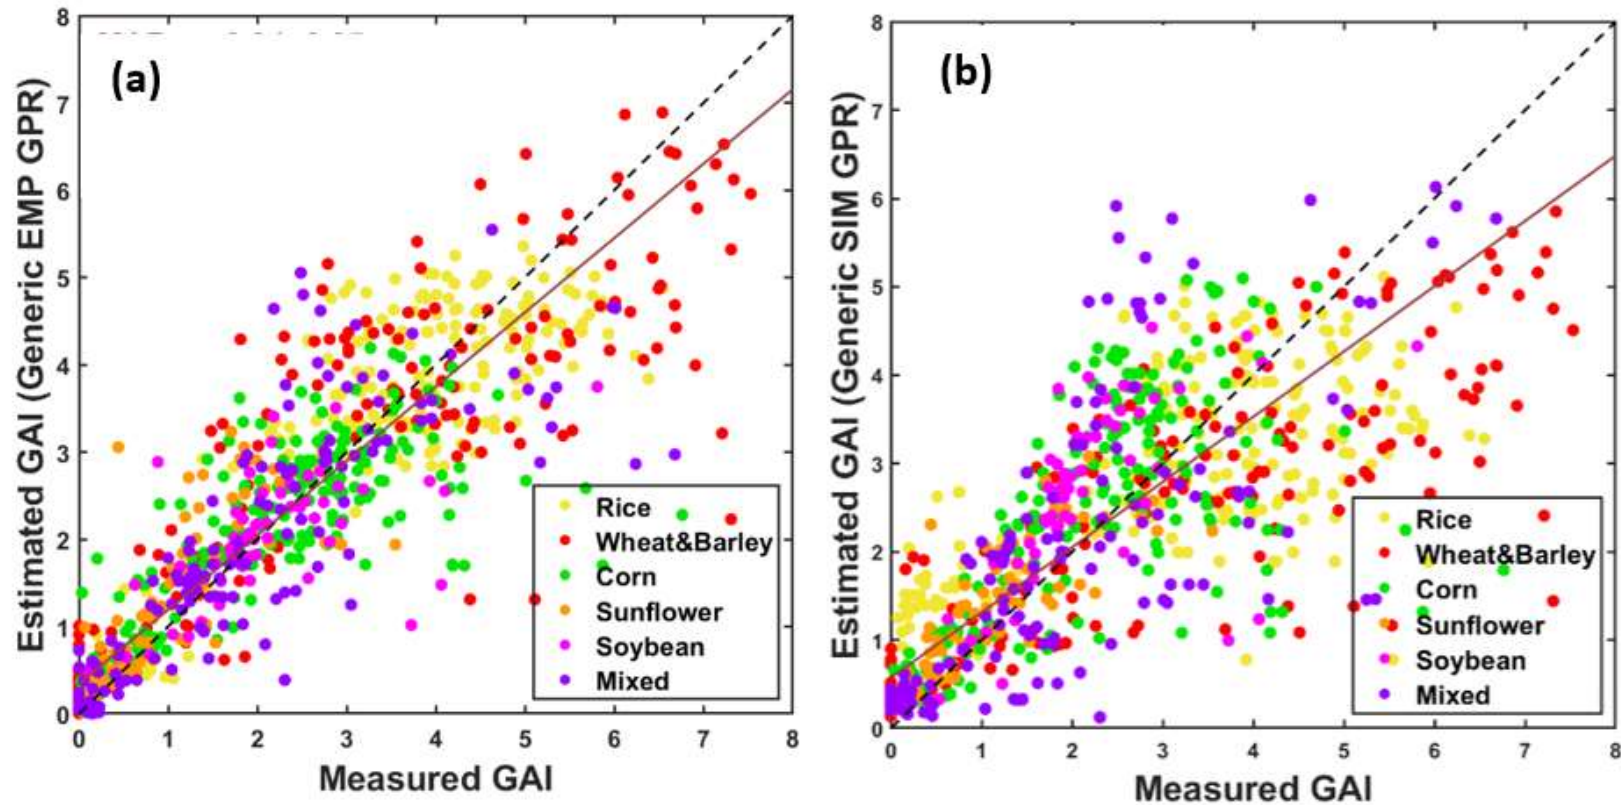 (a)
Estimated GAI (Generic EMP GPR)
8
7
6
5
4
3
2
1
0
0 1 2 3 4 5 6 7 8
Measured GAI
Rice
Wheat&Barley
Corn
Sunflower
Soybean
Mixed
(b)
Estimated GAI (Generic SIM GPR)
8
7
6
5
4
3
2
1
0
0 1 2 3 4 5 6 7 8
Measured GAI
Rice
Wheat&Barley
Corn
Sunflower
Soybean
Mixed